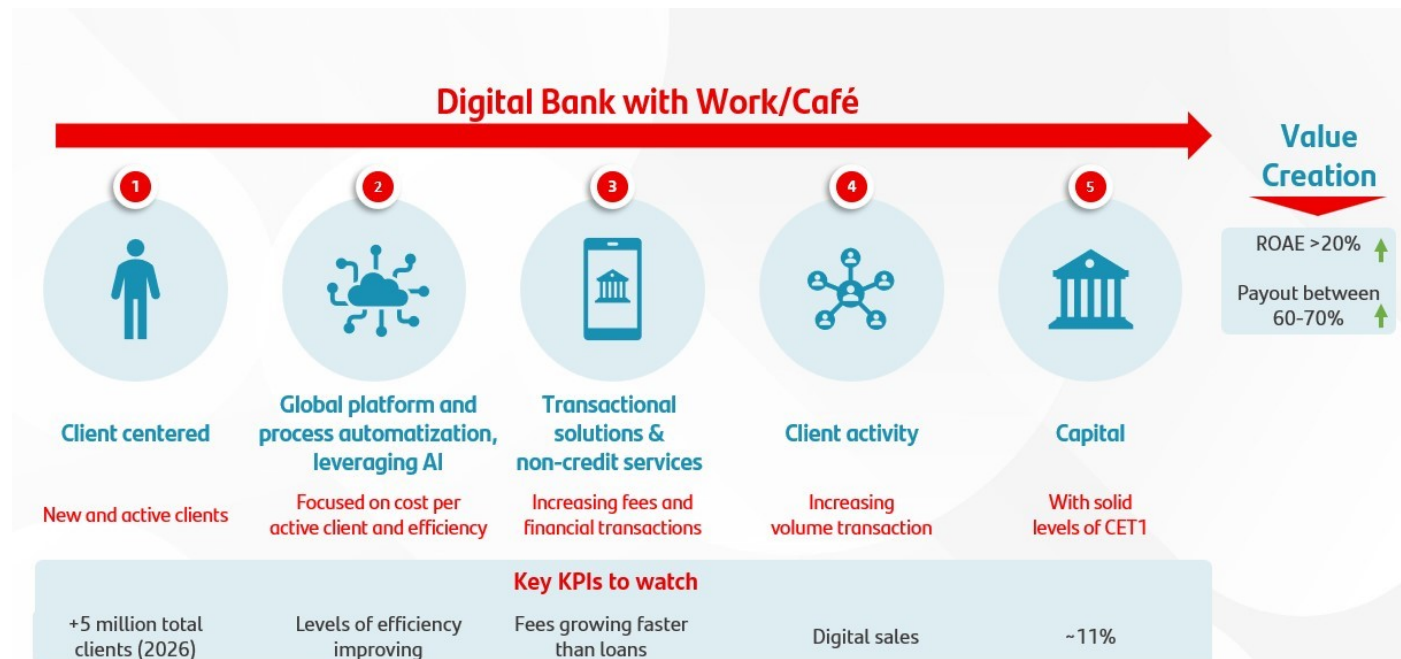 Digital Bank with Work/Café
Value
Creation
ROAE >20%
Payout between
60-70%
1
2
3
4
5
Client centered
Global platform and
process automatization,
leveraging AI
Transactional
solutions &
non-credit services
Client activity
Capital
New and active clients
Focused on cost per
active client and efficiency
Increasing fees and
financial transactions
Increasing
volume transaction
With solid
levels of CET1
Key KPIs to watch
+5 million total
clients (2026)
Levels of efficiency
improving
Fees growing faster
than loans
Digital sales
~11%